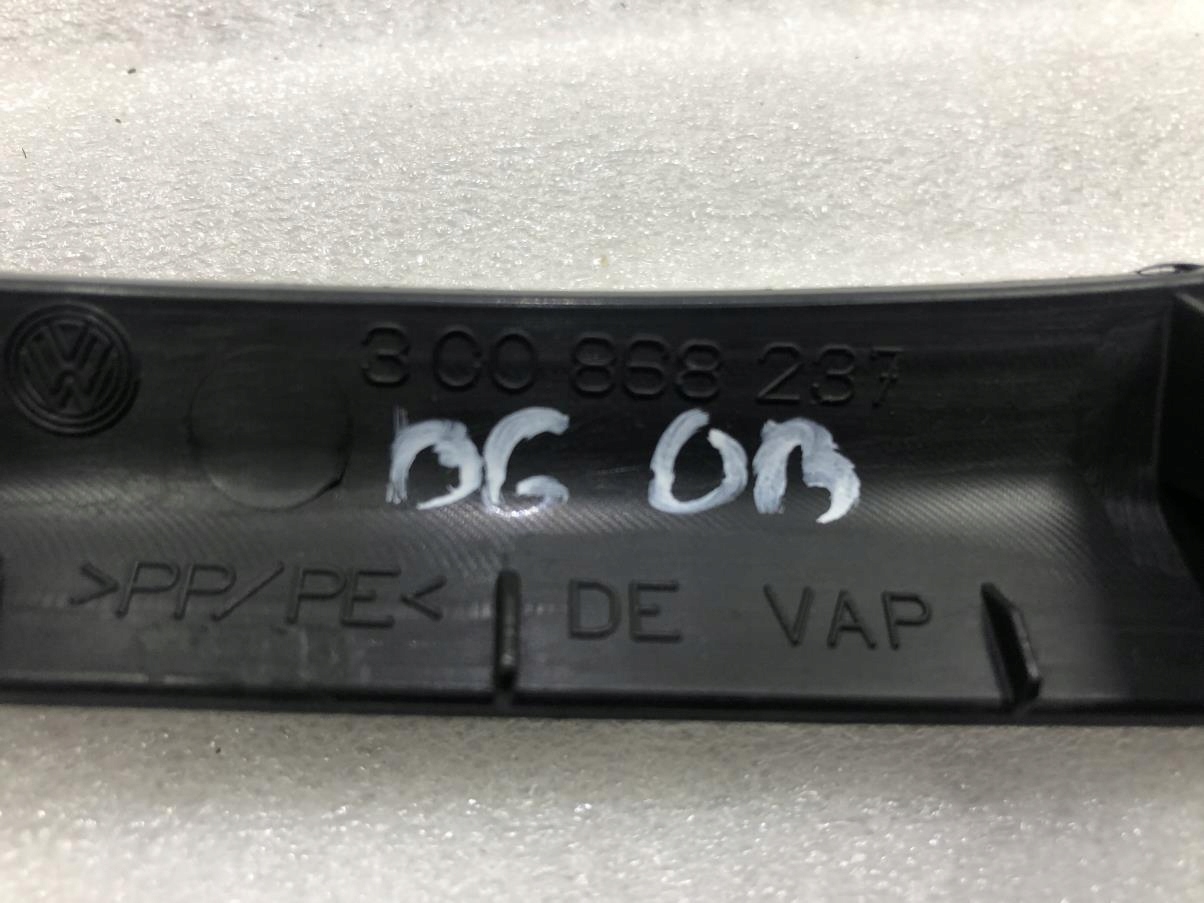 3C0 868 237
DG OB
>PP/PE< DE VAP